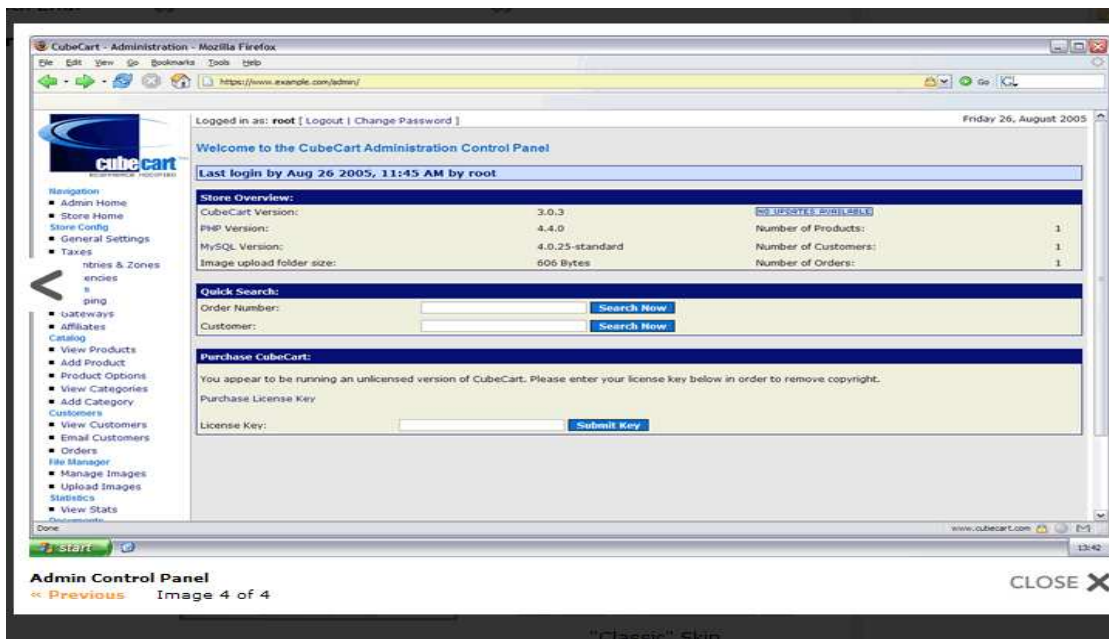 CubeCart - Administration - Mozilla Firefox
File Edit View Go Bookmarks Tools Help
https://www.example.com/admin/ Go
Logged in as: root [ Logout | Change Password ] Friday 26, August 2005
cubecart
Welcome to the CubeCart Administration Control Panel
Last login by Aug 26 2005, 11:45 AM by root
Navigation
Admin Home
Store Home
Store Config
General Settings
Taxes
ntries & Zones
encies
s
ping
Gateways
Affiliates
Catalog
View Products
Add Product
Product Options
View Categories
Add Category
Customers
View Customers
Email Customers
Orders
File Manager
Manage Images
Upload Images
Statistics
View Stats
Documents
Store Overview:
CubeCart Version: 3.0.3 NO UPDATES AVAILABLE
PHP Version: 4.4.0 Number of Products: 1
MySQL Version: 4.0.25-standard Number of Customers: 1
Image upload folder size: 606 Bytes Number of Orders: 1
Quick Search:
Order Number: Search Now
Customer: Search Now
Purchase CubeCart:
You appear to be running an unlicensed version of CubeCart. Please enter your license key below in order to remove copyright.
Purchase License Key
License Key: Submit Key
Done www.cubecart.com
start 13:42
Admin Control Panel
« Previous Image 4 of 4 CLOSE X
"Classic" Skin